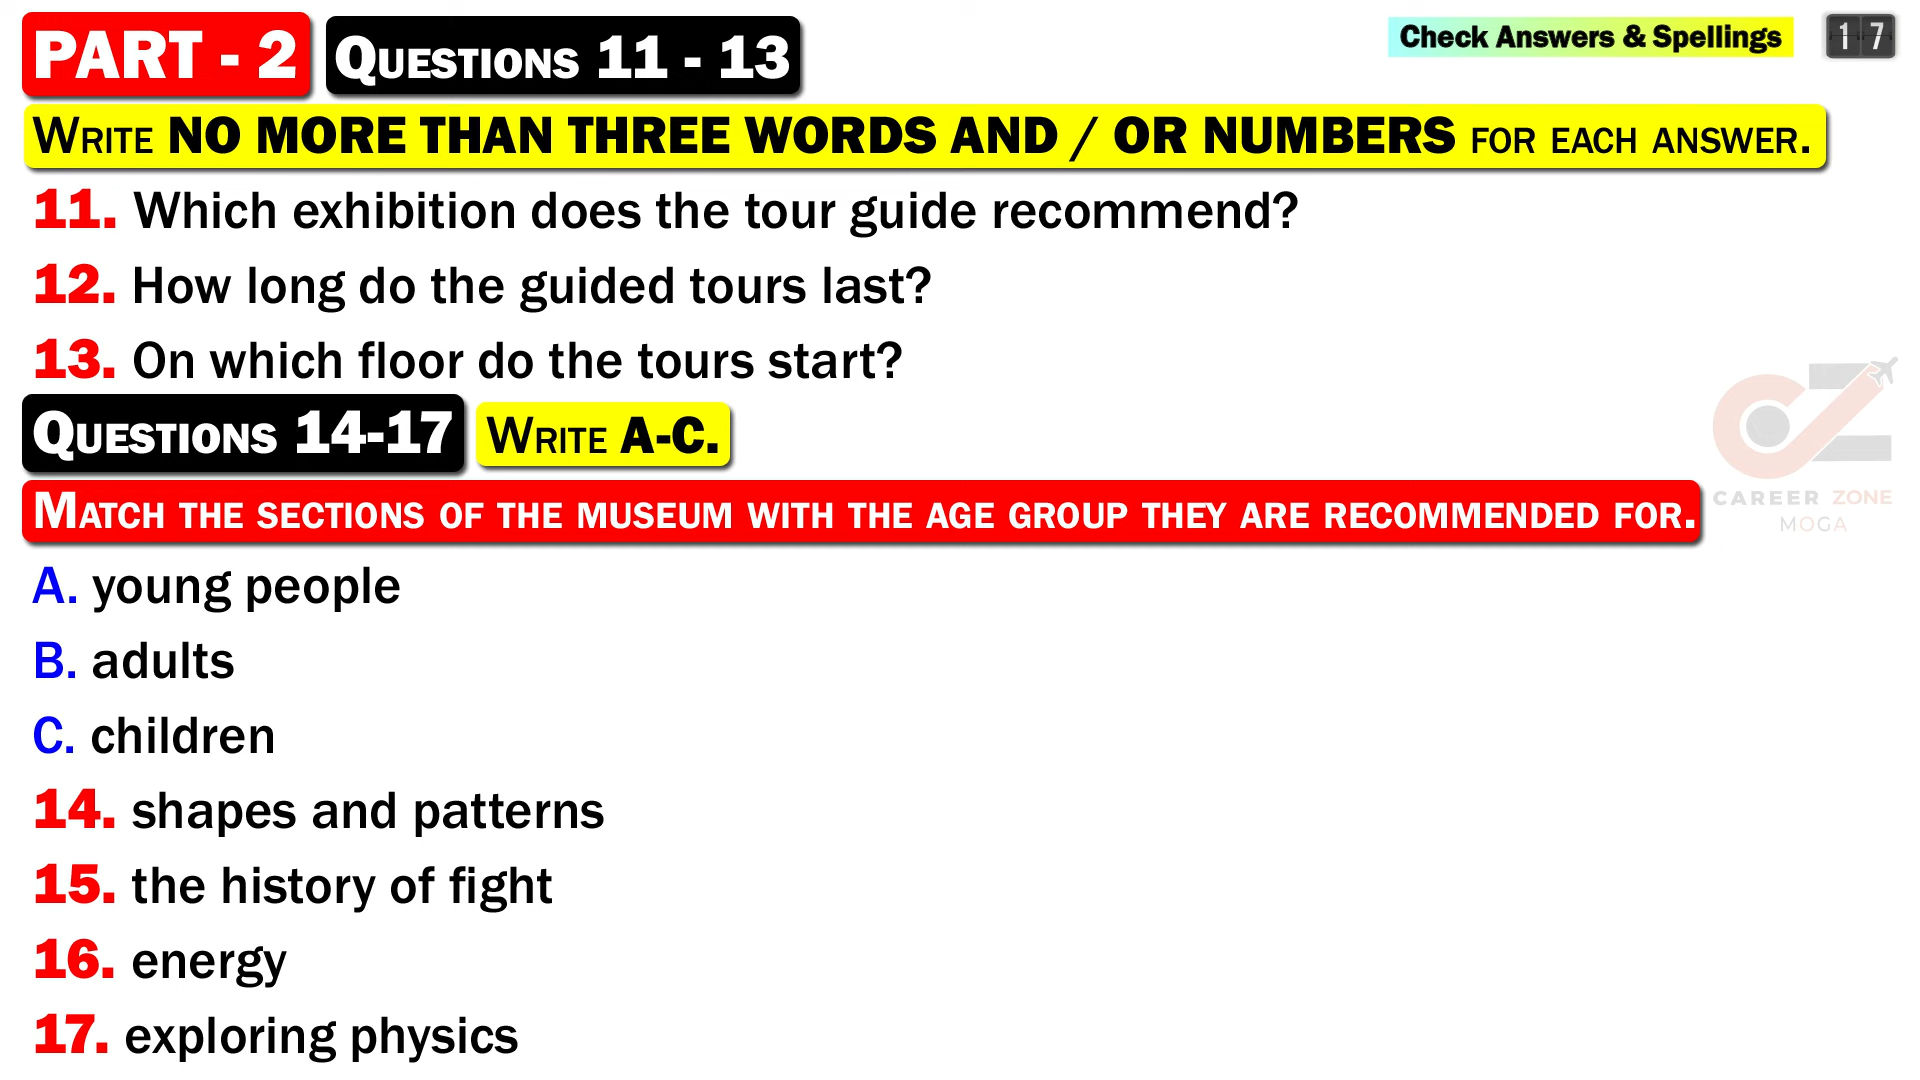 PART - 2 QUESTIONS 11 - 13 Check Answers & Spellings 17
WRITE NO MORE THAN THREE WORDS AND / OR NUMBERS FOR EACH ANSWER.
11. Which exhibition does the tour guide recommend?
12. How long do the guided tours last?
13. On which floor do the tours start?
QUESTIONS 14-17 WRITE A-C.
CAREER ZONE
MOGA
MATCH THE SECTIONS OF THE MUSEUM WITH THE AGE GROUP THEY ARE RECOMMENDED FOR.
A. young people
B. adults
C. children
14. shapes and patterns
15. the history of fight
16. energy
17. exploring physics